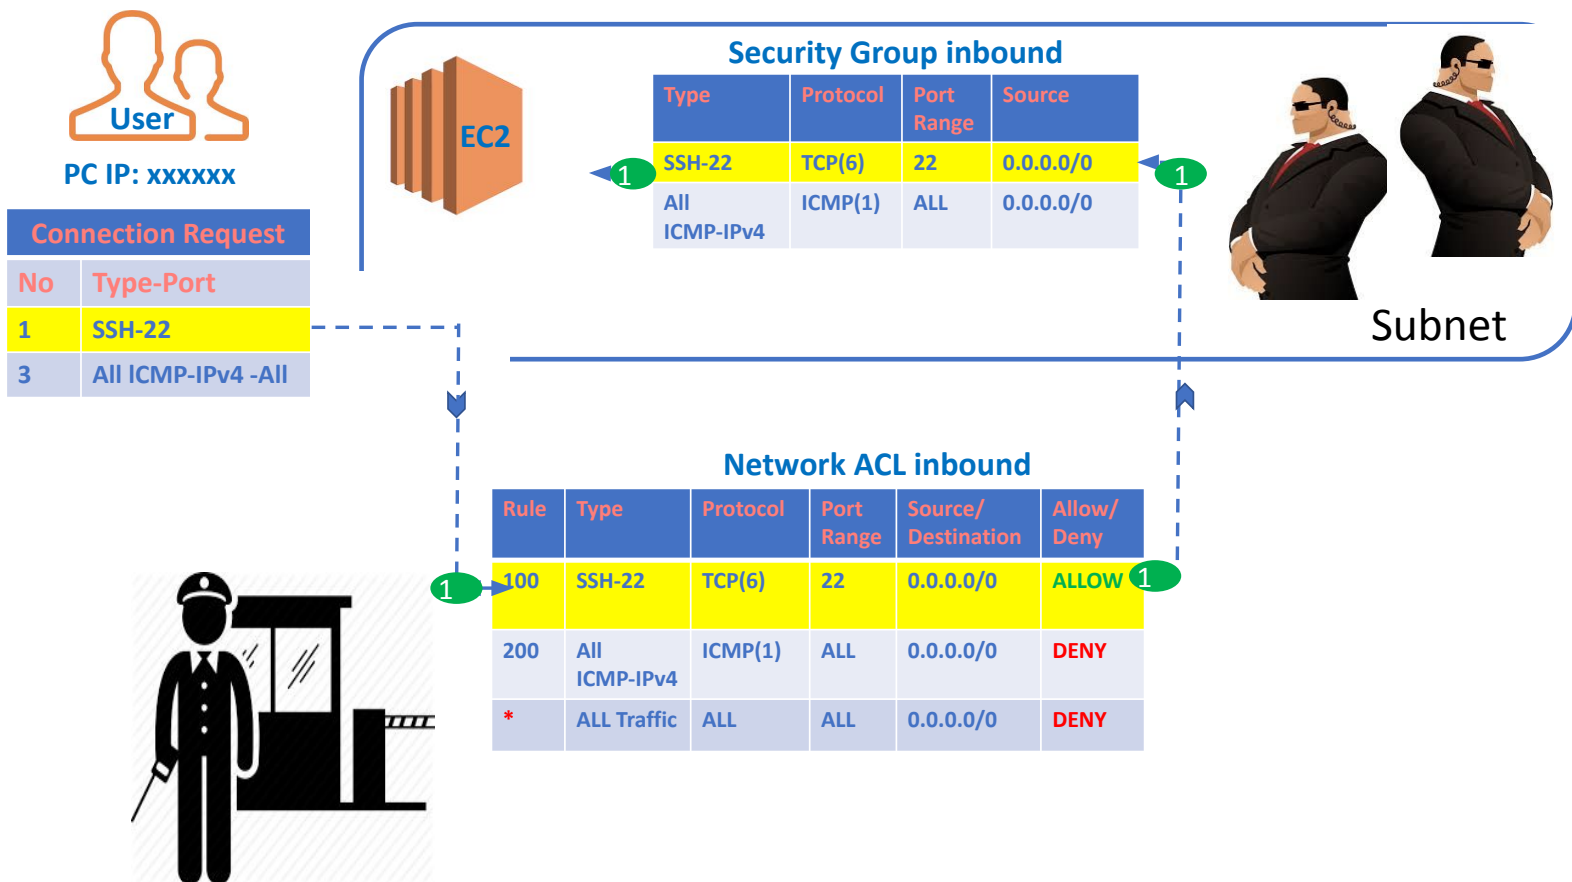 User
PC IP: xxxxxx
Connection Request
No Type-Port
1 SSH-22
3 All lCMP-IPv4 -All
EC2
Security Group inbound
Type Protocol Port Range Source
SSH-22 TCP(6) 22 0.0.0.0/0
All ICMP-IPv4 ICMP(1) ALL 0.0.0.0/0
1
1
Subnet
Network ACL inbound
Rule Type Protocol Port Range Source/ Destination Allow/ Deny
1
100 SSH-22 TCP(6) 22 0.0.0.0/0 ALLOW
1
200 All ICMP-IPv4 ICMP(1) ALL 0.0.0.0/0 DENY
* ALL Traffic ALL ALL 0.0.0.0/0 DENY